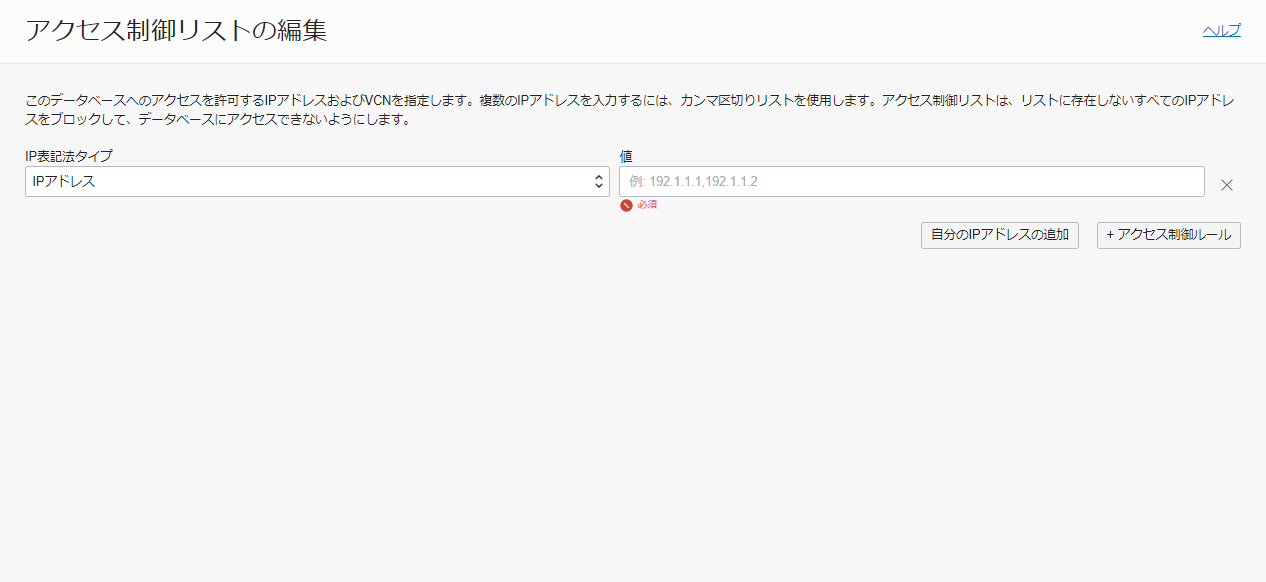 アクセス制御リストの編集
ヘルプ
このデータベースへのアクセスを許可するIPアドレスおよびVCNを指定します。複数のIPアドレスを入力するには、カンマ区切りリストを使用します。アクセス制御リストは、リストに存在しないすべてのIPアドレ
スをブロックして、データベースにアクセスできないようにします。
IP表記法タイプ
値
IPアドレス
例: 192.1.1.1,192.1.1.2
必須
自分のIPアドレスの追加
+ アクセス制御ルール